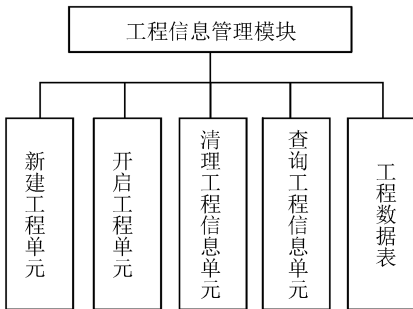 工程信息管理模块
新建工程单元
开启工程单元
清理工程信息单元
查询工程信息单元
工程数据表